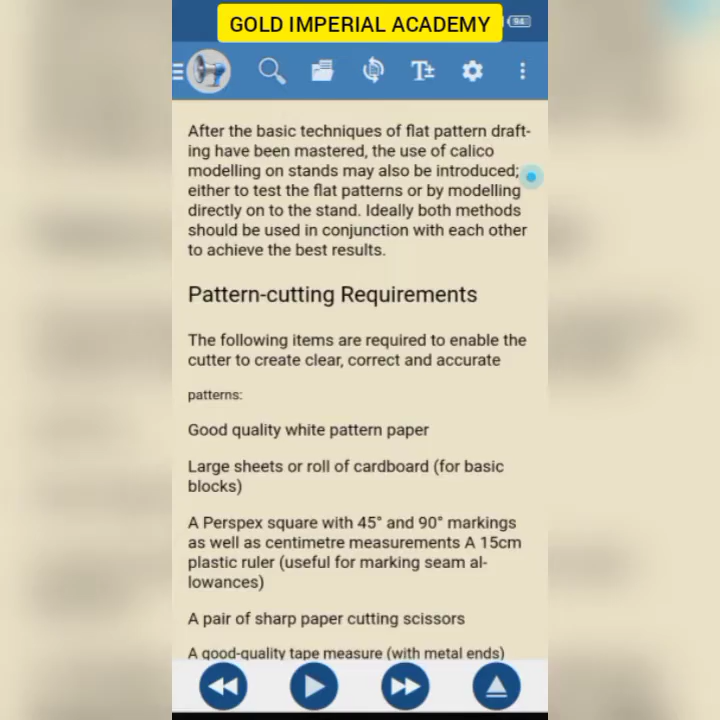 GOLD IMPERIAL ACADEMY
94
T±
After the basic techniques of flat pattern draft-
ing have been mastered, the use of calico
modelling on stands may also be introduced;
either to test the flat patterns or by modelling
directly on to the stand. Ideally both methods
should be used in conjunction with each other
to achieve the best results.
Pattern-cutting Requirements
The following items are required to enable the
cutter to create clear, correct and accurate
patterns:
Good quality white pattern paper
Large sheets or roll of cardboard (for basic
blocks)
A Perspex square with 45° and 90° markings
as well as centimetre measurements A 15cm
plastic ruler (useful for marking seam al-
lowances)
A pair of sharp paper cutting scissors
A good-quality tape measure (with metal ends)